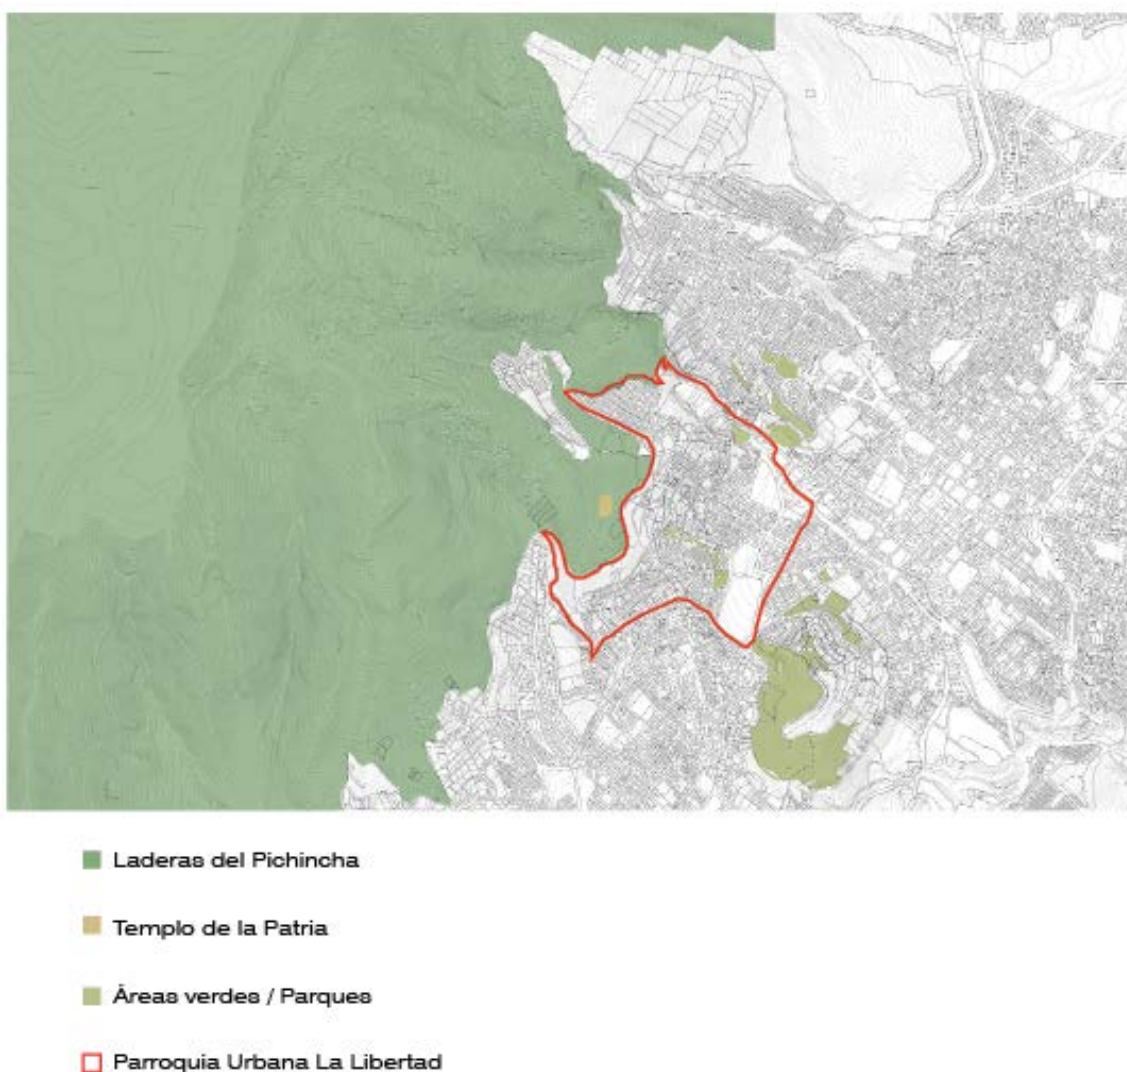 Laderas del Pichincha
Templo de la Patria
Áreas verdes / Parques
Parroquia Urbana La Libertad